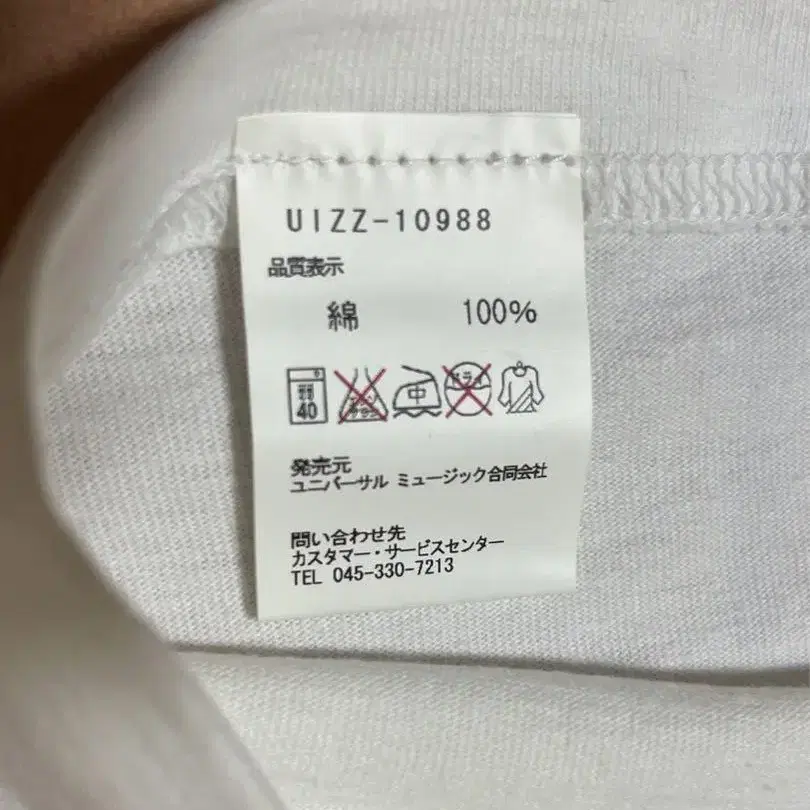 UIZZ-10988
品質表示
綿 100%
40 中
発売元
ユニバーサル ミュージック合同会社
問い合わせ先
カスタマー・サービスセンター
TEL 045-330-7213